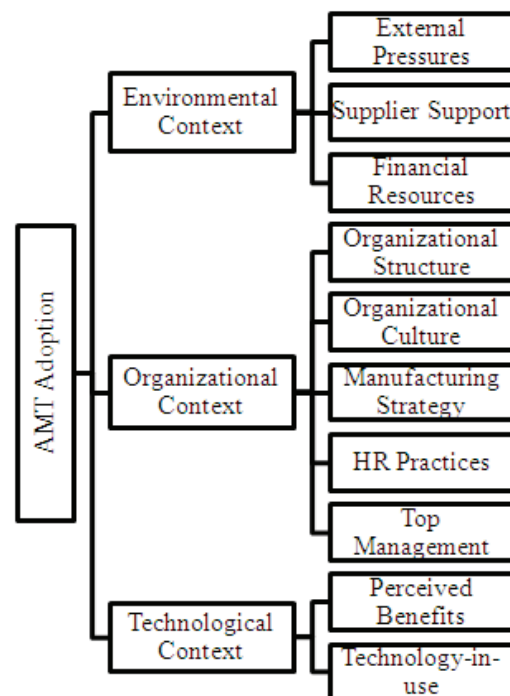 External
Pressures
Environmental
Context
Supplier Support
Financial
Resources
Organizational
Structure
Organizational
Culture
AMT Adoption
Organizational
Context
Manufacturing
Strategy
HR Practices
Top
Management
Perceived
Benefits
Technological
Context
Technology-in-
use